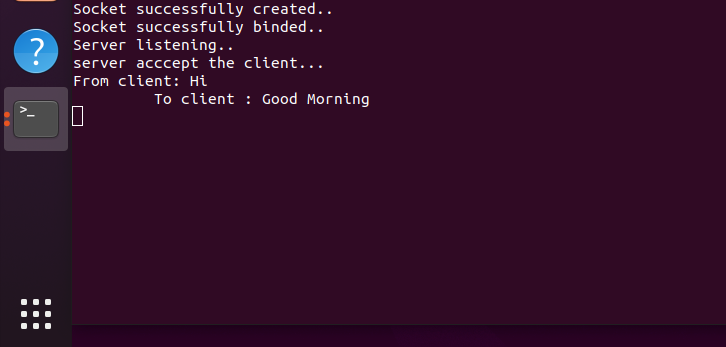 Socket successfully created..
Socket successfully binded..
Server listening..
server acccept the client...
From client: Hi
To client : Good Morning
?
>_